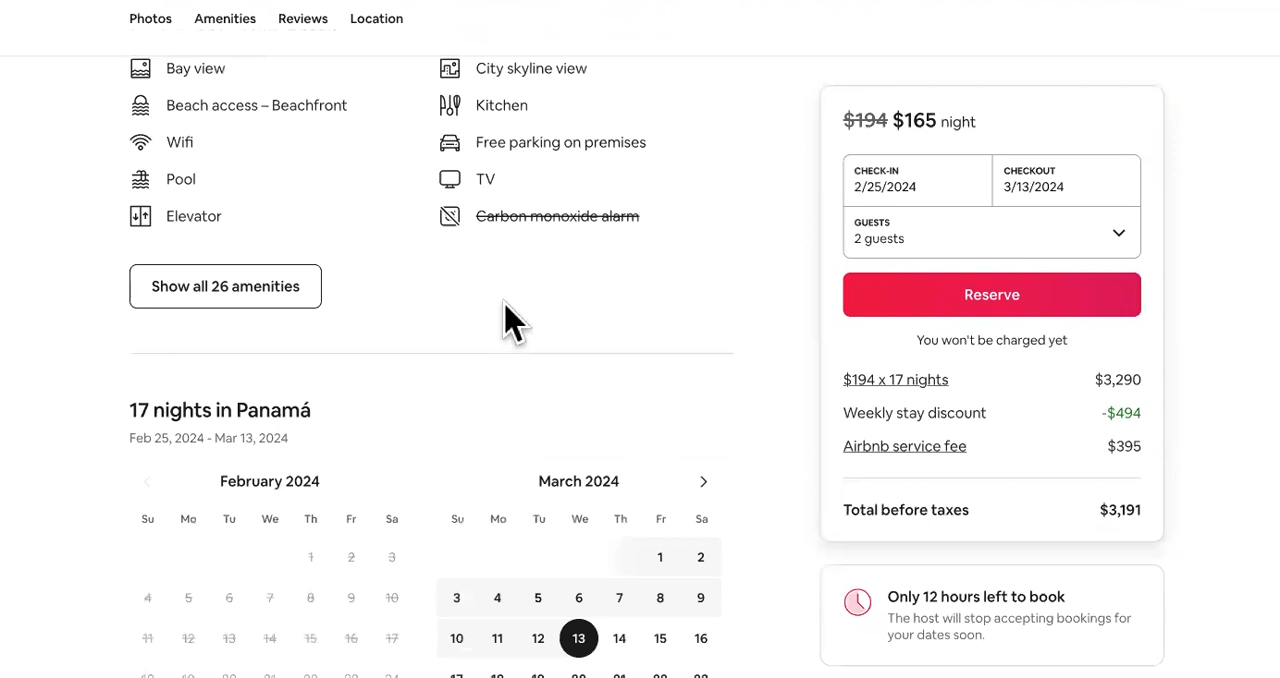 Photos Amenities Reviews Location
Bay view City skyline view
Beach access – Beachfront Kitchen
Wifi Free parking on premises
Pool TV
Elevator Carbon monoxide alarm
Show all 26 amenities
17 nights in Panamá
Feb 25, 2024 - Mar 13, 2024
February 2024
Su Mo Tu We Th Fr Sa
1 2 3
4 5 6 7 8 9 10
11 12 13 14 15 16 17
March 2024
Su Mo Tu We Th Fr Sa
1 2
3 4 5 6 7 8 9
10 11 12 13 14 15 16
$194 $165 night
CHECK-IN CHECKOUT
2/25/2024 3/13/2024
GUESTS
2 guests
Reserve
You won't be charged yet
$194 x 17 nights $3,290
Weekly stay discount -$494
Airbnb service fee $395
Total before taxes $3,191
Only 12 hours left to book
The host will stop accepting bookings for
your dates soon.